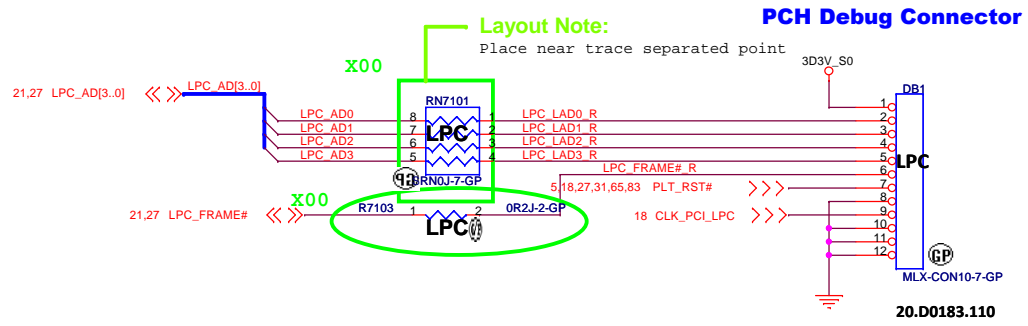 PCH Debug Connector
Layout Note:
Place near trace separated point
X00
3D3V_S0
21,27 LPC_AD[3..0]
LPC_AD[3..0]
RN7101
DB1
LPC_AD0 8 1 LPC_LAD0_R
LPC_AD1 7 2 LPC_LAD1_R
LPC_AD2 6 3 LPC_LAD2_R
LPC_AD3 5 4 LPC_LAD3_R
LPC
1
2
3
4
5
6
7
8
9
10
11
12
LPC
LPC_FRAME#_R
RN0J-7-GP
5,18,27,31,65,83 PLT_RST#
X00
21,27 LPC_FRAME#
R7103
1 2
0R2J-2-GP
LPC
18 CLK_PCI_LPC
GP
MLX-CON10-7-GP
20.D0183.110